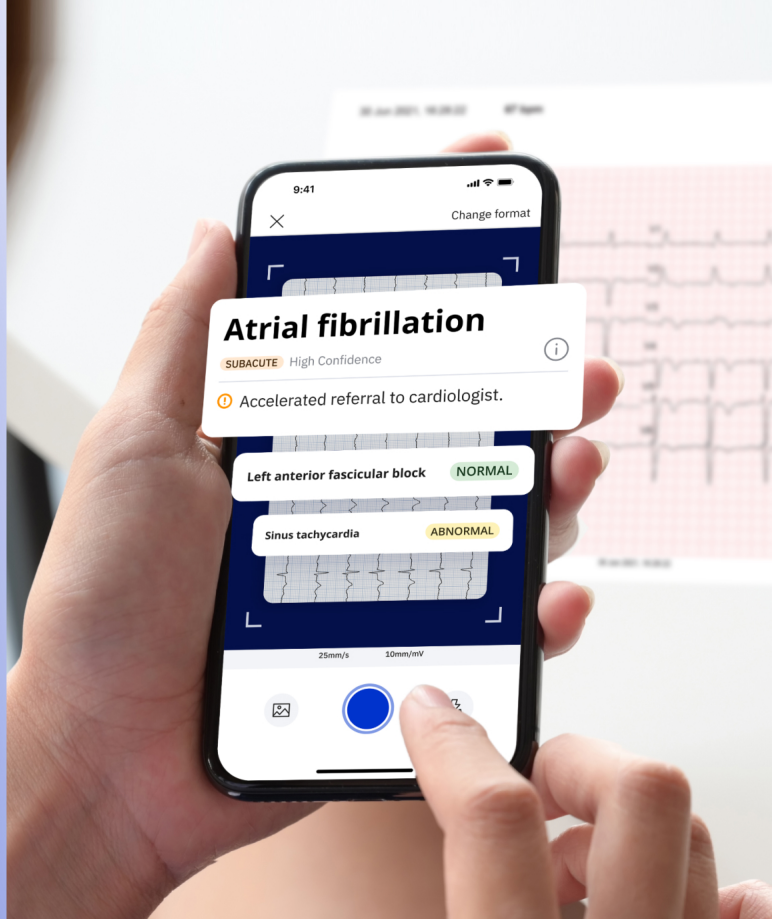 9:41
Change format
Atrial fibrillation
SUBACUTE High Confidence
Accelerated referral to cardiologist.
Left anterior fascicular block NORMAL
Sinus tachycardia ABNORMAL
25mm/s 10mm/mV